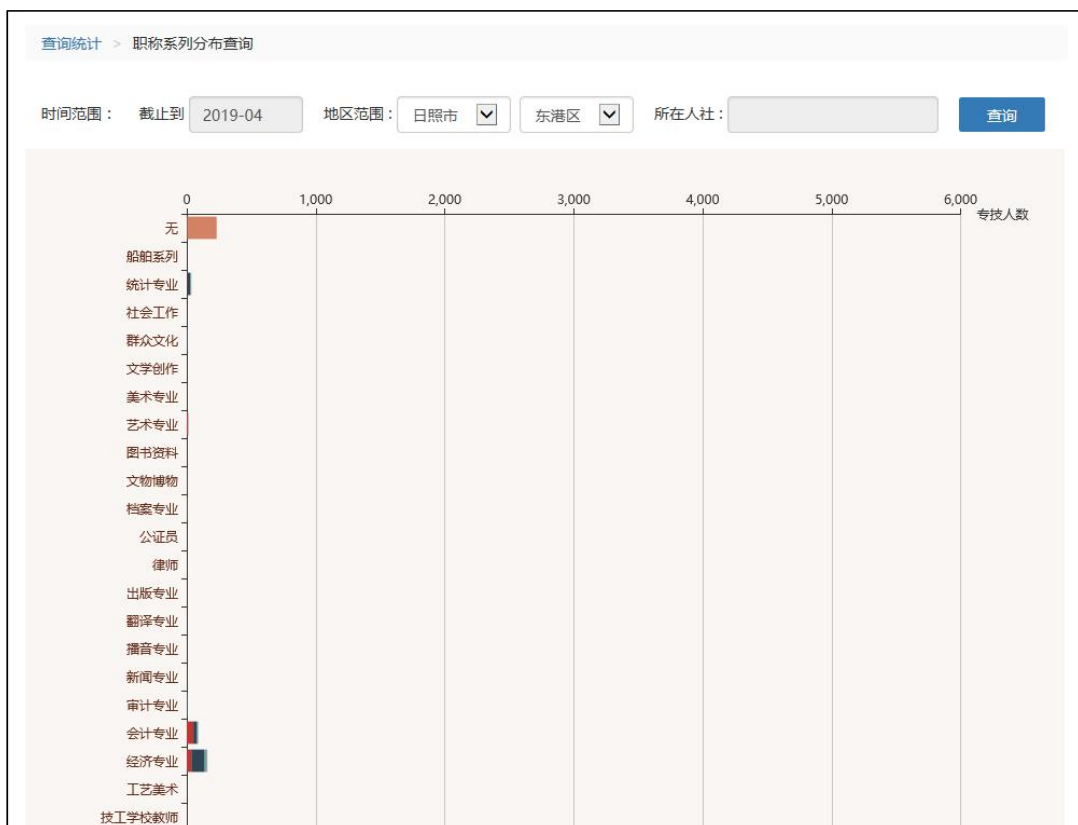 查询统计 > 职称系列分布查询
时间范围： 截止到 2019-04 地区范围： 日照市 东港区 所在人社： 查询
0 1,000 2,000 3,000 4,000 5,000 6,000
专技人数
无
船舶系列
统计专业
社会工作
群众文化
文学创作
美术专业
艺术专业
图书资料
文物博物
档案专业
公证员
律师
出版专业
翻译专业
播音专业
新闻专业
审计专业
会计专业
经济专业
工艺美术
技工学校教师